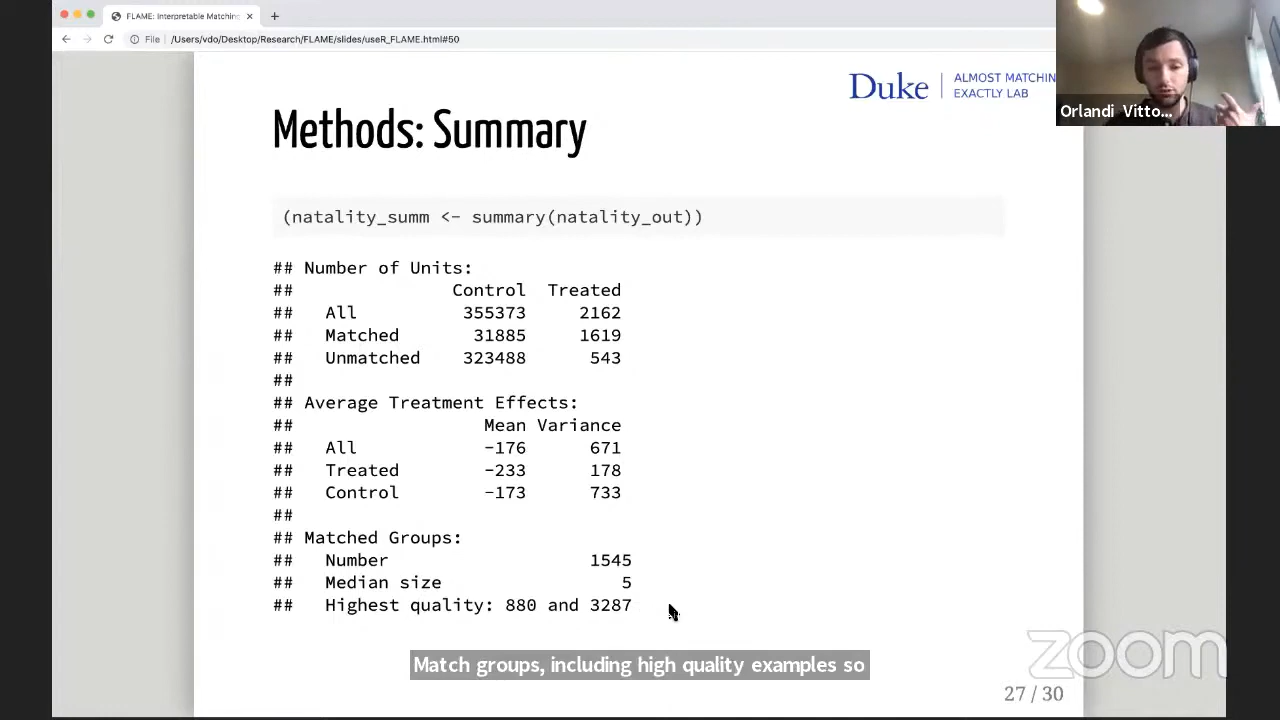 FLAME: Interpretable Matchin
File /Users/vdo/Desktop/Research/FLAME/slides/useR_FLAME.html#50
Duke
ALMOST MATCHIN
EXACTLY LAB
Orlandi Vitto...
Methods: Summary
(natality_summ <- summary(natality_out))
## Number of Units:
## Control Treated
## All 355373 2162
## Matched 31885 1619
## Unmatched 323488 543
##
## Average Treatment Effects:
## Mean Variance
## All -176 671
## Treated -233 178
## Control -173 733
##
## Matched Groups:
## Number 1545
## Median size 5
## Highest quality: 880 and 3287
Match groups, including high quality examples so
zoom
27 / 30